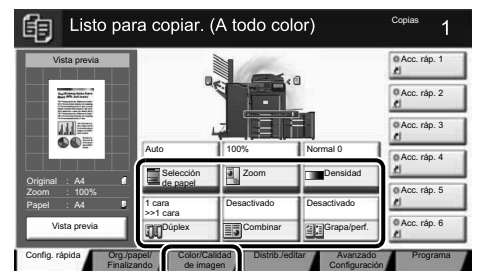 Listo para copiar. (A todo color)
Copias 1
Vista previa
Original : A4
Zoom : 100%
Papel : A4
Vista previa
Auto
100%
Normal 0
Selección de papel
Zoom
Densidad
1 cara
>>1 cara
Desactivado
Desactivado
Dúplex
Combinar
Grapa/perf.
Acc. ráp. 1
Acc. ráp. 2
Acc. ráp. 3
Acc. ráp. 4
Acc. ráp. 5
Acc. ráp. 6
Config. rápida
Org./papel/
Finalizando
Color/Calidad
de imagen
Distrib./editar
Avanzado
Configuración
Programa